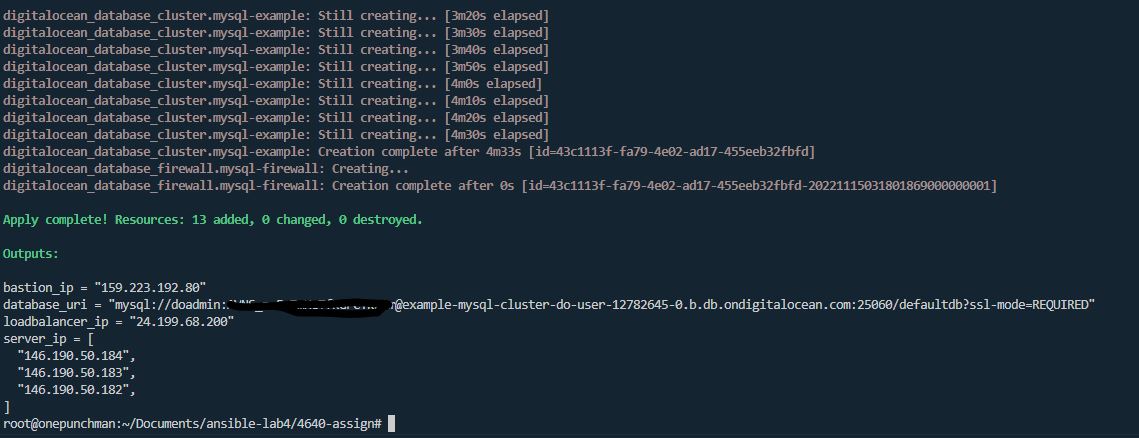 digitalocean_database_cluster.mysql-example: Still creating... [3m20s elapsed]
digitalocean_database_cluster.mysql-example: Still creating... [3m30s elapsed]
digitalocean_database_cluster.mysql-example: Still creating... [3m40s elapsed]
digitalocean_database_cluster.mysql-example: Still creating... [3m50s elapsed]
digitalocean_database_cluster.mysql-example: Still creating... [4m0s elapsed]
digitalocean_database_cluster.mysql-example: Still creating... [4m10s elapsed]
digitalocean_database_cluster.mysql-example: Still creating... [4m20s elapsed]
digitalocean_database_cluster.mysql-example: Still creating... [4m30s elapsed]
digitalocean_database_cluster.mysql-example: Creation complete after 4m33s [id=43c1113f-fa79-4e02-ad17-455eeb32fbfd]
digitalocean_database_firewall.mysql-firewall: Creating...
digitalocean_database_firewall.mysql-firewall: Creation complete after 0s [id=43c1113f-fa79-4e02-ad17-455eeb32fbfd-20221115031801869000000001]
Apply complete! Resources: 13 added, 0 changed, 0 destroyed.
Outputs:
bastion_ip = "159.223.192.80"
database_uri = "mysql://doadmin: @example-mysql-cluster-do-user-12782645-0.b.db.ondigitalocean.com:25060/defaultdb?ssl-mode=REQUIRED"
loadbalancer_ip = "24.199.68.200"
server_ip = [
"146.190.50.184",
"146.190.50.183",
"146.190.50.182",
]
root@onepunchman:~/Documents/ansible-lab4/4640-assign#